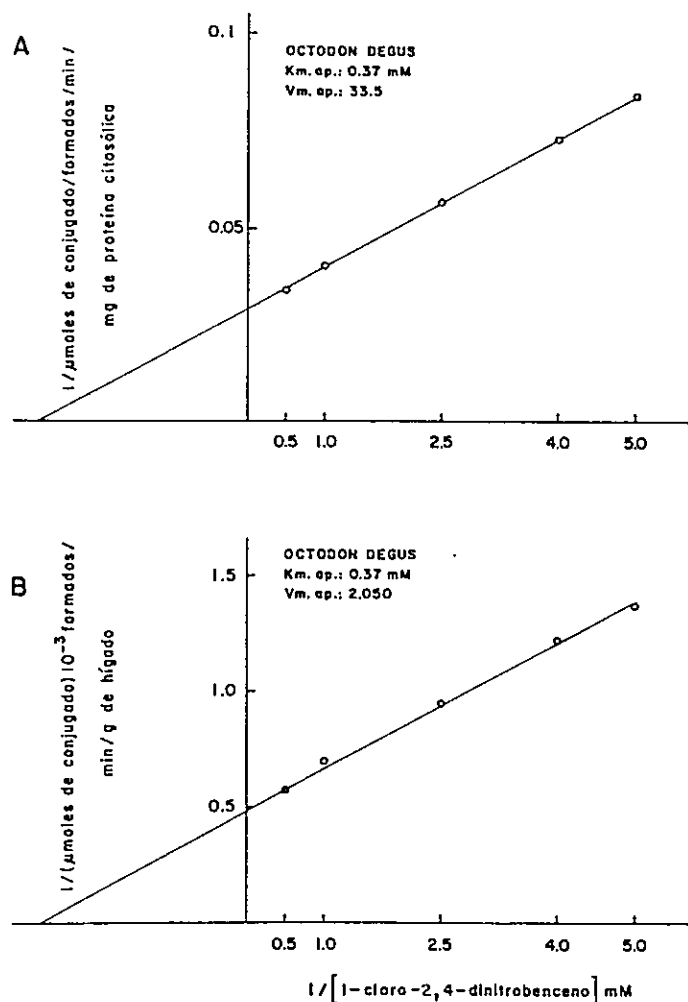 A
0.1
OCTODON DEGUS
Km. ap.: 0.37 mM
Vm. ap.: 33.5
1/µmoles de conjugado/formados/min/
mg de proteína citosólica
0.05
0.5
1.0
2.5
4.0
5.0
B
1.5
OCTODON DEGUS
Km. ap.: 0.37 mM
Vm. ap.: 2.050
1/(µmoles de conjugado)10⁻³ formados/
min/g de hígado
1.0
0.5
0.5
1.0
2.5
4.0
5.0
1/[1-cloro-2,4-dinitrobenceno] mM